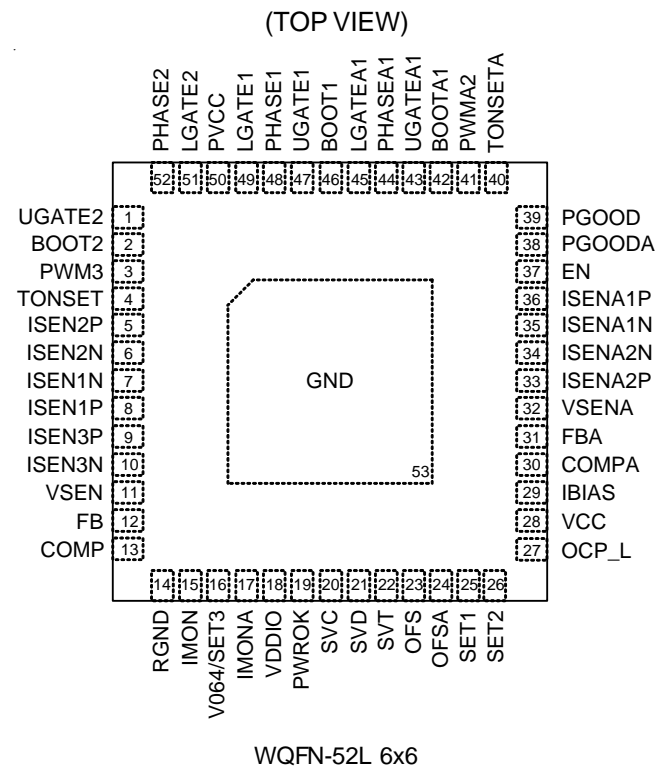 (TOP VIEW)
PHASE2
LGATE2
PVCC
LGATE1
PHASE1
UGATE1
BOOT1
LGATEA1
PHASEA1
UGATEA1
BOOTA1
PWMA2
TONSETA
52 51 50 49 48 47 46 45 44 43 42 41 40
UGATE2 1
BOOT2 2
PWM3 3
TONSET 4
ISEN2P 5
ISEN2N 6
ISEN1N 7
ISEN1P 8
ISEN3P 9
ISEN3N 10
VSEN 11
FB 12
COMP 13
GND
53
39 PGOOD
38 PGOODA
37 EN
36 ISENA1P
35 ISENA1N
34 ISENA2N
33 ISENA2P
32 VSENA
31 FBA
30 COMPA
29 IBIAS
28 VCC
27 OCP_L
14 15 16 17 18 19 20 21 22 23 24 25 26
RGND
IMON
V064/SET3
IMONA
VDDIO
PWROK
SVC
SVD
SVT
OFS
OFSA
SET1
SET2
WQFN-52L 6x6